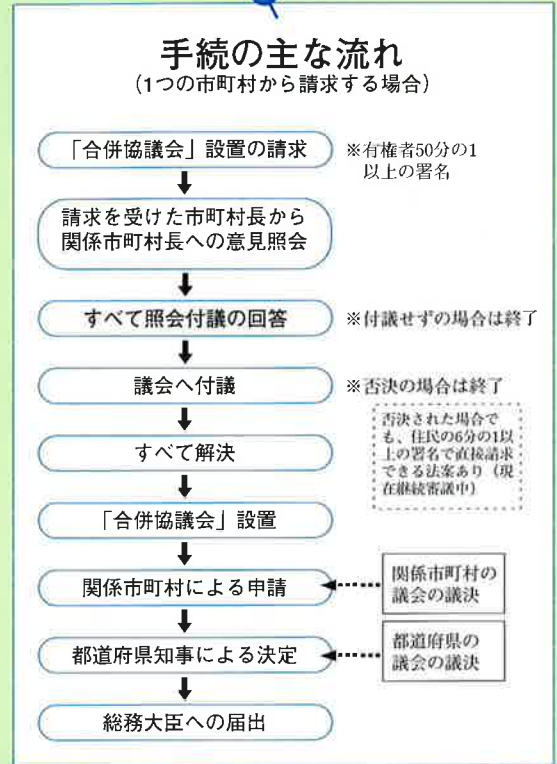 手続の主な流れ
(1つの市町村から請求する場合)
「合併協議会」設置の請求
※有権者50分の1
以上の署名
請求を受けた市町村長から
関係市町村長への意見照会
すべて照会付議の回答
※付議せずの場合は終了
議会へ付議
※否決の場合は終了
否決された場合で
も、住民の6分の1以
上の署名で直接請求
できる法案あり（現
在継続審議中）
すべて解決
「合併協議会」設置
関係市町村による申請
関係市町村の
議会の議決
都道府県知事による決定
都道府県の
議会の議決
総務大臣への届出